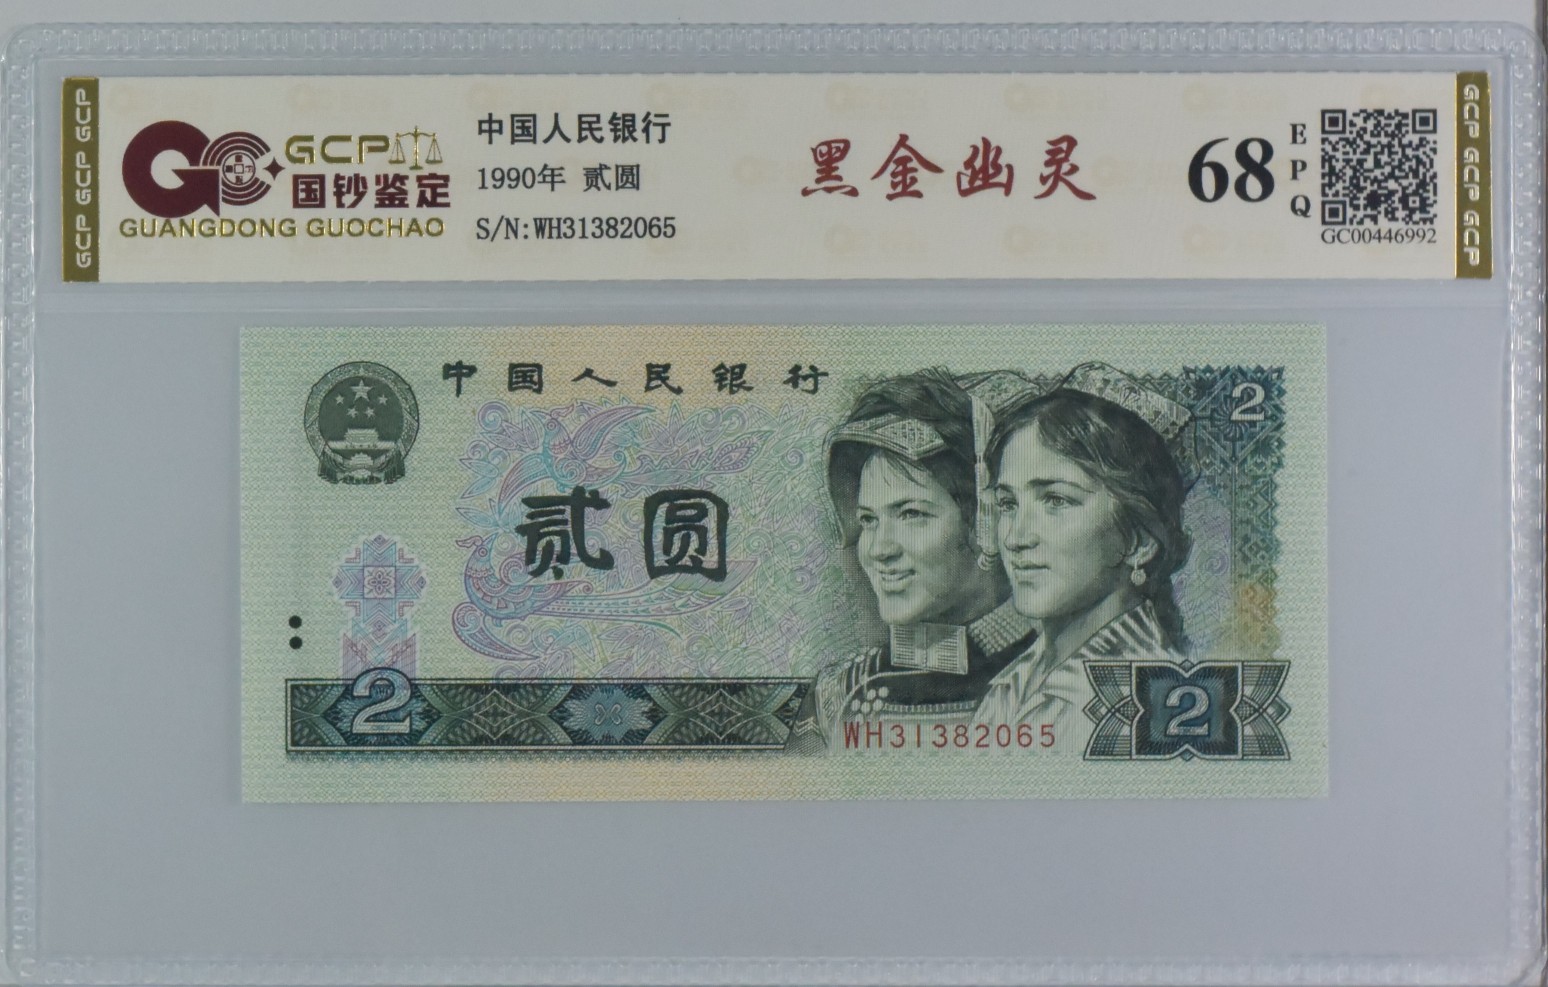 GCP GCP GCP
GCP
国钞鉴定
GUANGDONG GUOCHAO
中国人民银行
1990年 贰圆
S/N:WH31382065
黑金幽灵
68
EPQ
GC00446992
GCP GCP GCP
中国人民银行
2
贰圆
2
WH31382065
2